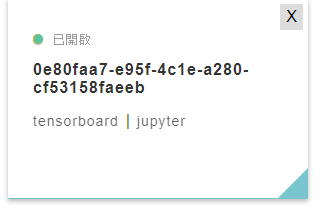 X
已開啟
0e80faa7-e95f-4c1e-a280-
cf53158faeeb
tensorboard | jupyter